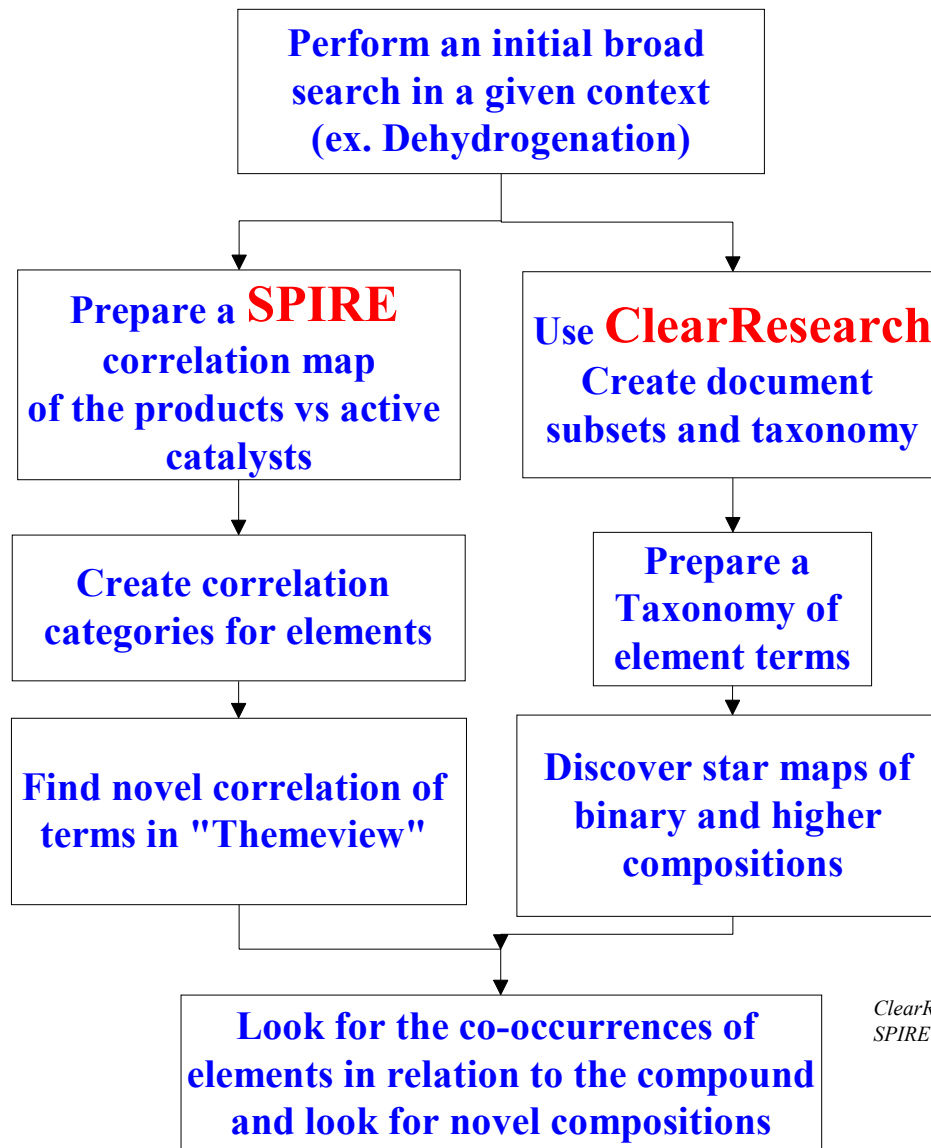 Perform an initial broad
search in a given context
(ex. Dehydrogenation)
Prepare a SPIRE
correlation map
of the products vs active
catalysts
Use ClearResearch
Create document
subsets and taxonomy
Create correlation
categories for elements
Prepare a
Taxonomy of
element terms
Find novel correlation of
terms in "Themeview"
Discover star maps of
binary and higher
compositions
Look for the co-occurrences of
elements in relation to the compound
and look for novel compositions
SPIRE